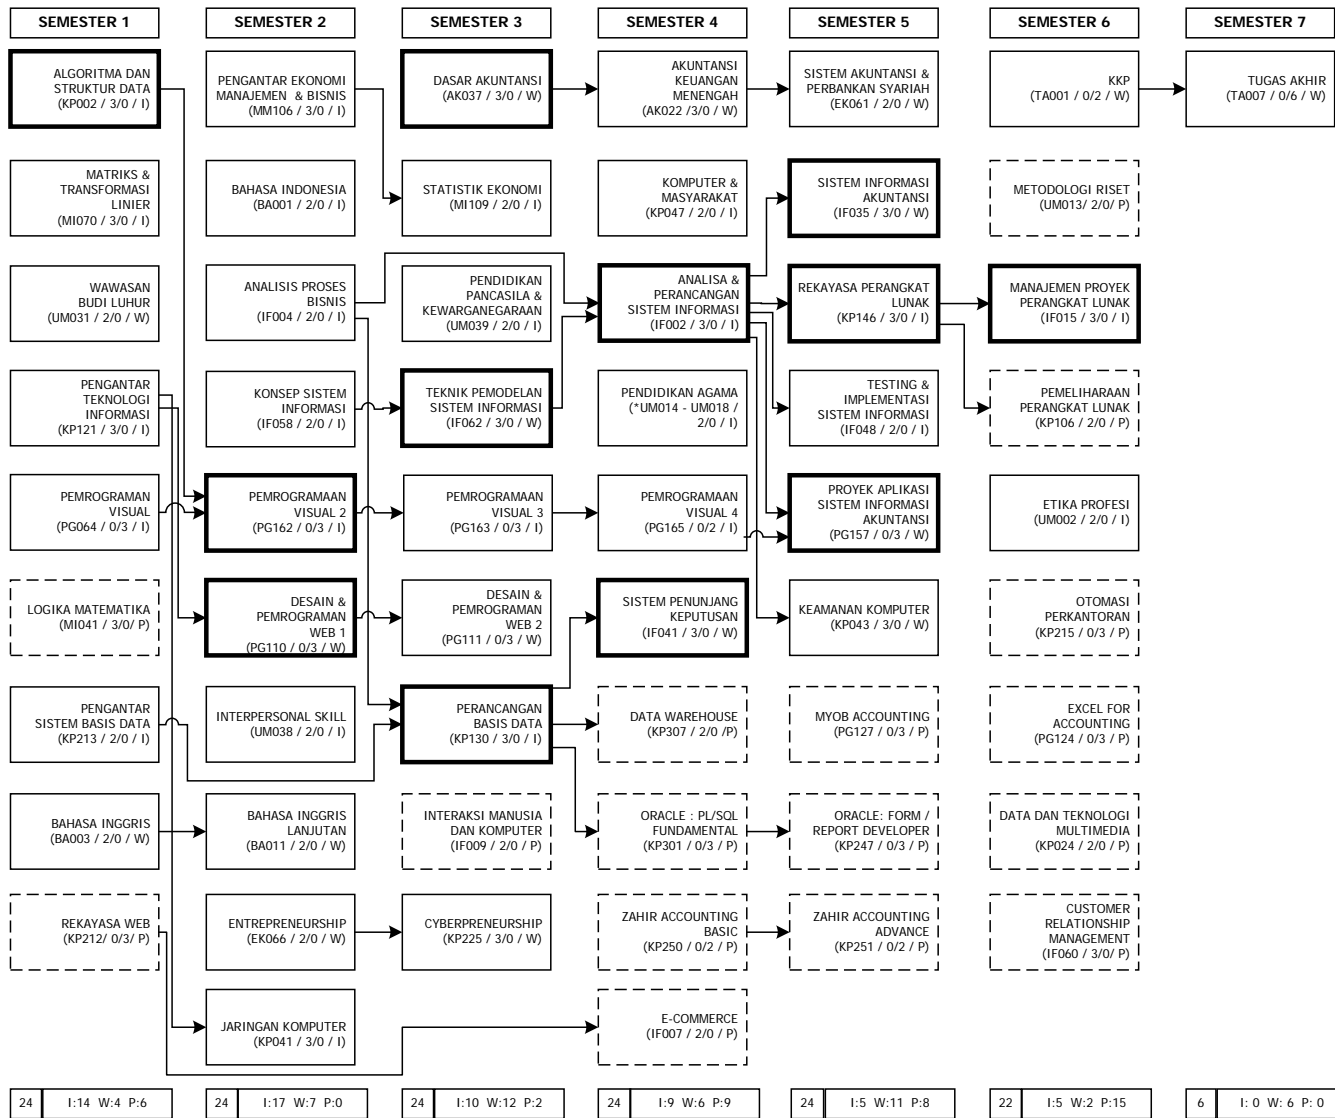 SEMESTER 1
SEMESTER 2
SEMESTER 3
SEMESTER 4
SEMESTER 5
SEMESTER 6
SEMESTER 7
ALGORITMA DAN
STRUKTUR DATA
(KP002 / 3/0 / I)
PENGANTAR EKONOMI
MANAJEMEN & BISNIS
(MM106 / 3/0 / I)
DASAR AKUNTANSI
(AK037 / 3/0 / W)
AKUNTANSI
KEUANGAN
MENENGAH
(AK022 /3/0 / W)
SISTEM AKUNTANSI &
PERBANKAN SYARIAH
(EK061 / 2/0 / W)
KKP
(TA001 / 0/2 / W)
TUGAS AKHIR
(TA007 / 0/6 / W)
MATRIKS &
TRANSFORMASI
LINIER
(MI070 / 3/0 / I)
BAHASA INDONESIA
(BA001 / 2/0 / I)
STATISTIK EKONOMI
(MI109 / 2/0 / I)
KOMPUTER &
MASYARAKAT
(KP047 / 2/0 / I)
SISTEM INFORMASI
AKUNTANSI
(IF035 / 3/0 / W)
METODOLOGI RISET
(UM013/ 2/0/ P)
WAWASAN
BUDI LUHUR
(UM031 / 2/0 / W)
ANALISIS PROSES
BISNIS
(IF004 / 2/0 / I)
PENDIDIKAN
PANCASILA &
KEWARGANEGARAAN
(UM039 / 2/0 / I)
ANALISA &
PERANCANGAN
SISTEM INFORMASI
(IF002 / 3/0 / I)
REKAYASA PERANGKAT
LUNAK
(KP146 / 3/0 / I)
MANAJEMEN PROYEK
PERANGKAT LUNAK
(IF015 / 3/0 / I)
PENGANTAR
TEKNOLOGI
INFORMASI
(KP121 / 3/0 / I)
KONSEP SISTEM
INFORMASI
(IF058 / 2/0 / I)
TEKNIK PEMODELAN
SISTEM INFORMASI
(IF062 / 3/0 / W)
PENDIDIKAN AGAMA
(*UM014 - UM018 /
2/0 / I)
TESTING &
IMPLEMENTASI
SISTEM INFORMASI
(IF048 / 2/0 / I)
PEMELIHARAAN
PERANGKAT LUNAK
(KP106 / 2/0 / P)
PEMROGRAMAN
VISUAL
(PG064 / 0/3 / I)
PEMROGRAMAAN
VISUAL 2
(PG162 / 0/3 / I)
PEMROGRAMAAN
VISUAL 3
(PG163 / 0/3 / I)
PEMROGRAMAAN
VISUAL 4
(PG165 / 0/2 / I)
PROYEK APLIKASI
SISTEM INFORMASI
AKUNTANSI
(PG157 / 0/3 / W)
ETIKA PROFESI
(UM002 / 2/0 / I)
LOGIKA MATEMATIKA
(MI041 / 3/0/ P)
DESAIN &
PEMROGRAMAN
WEB 1
(PG110 / 0/3 / W)
DESAIN &
PEMROGRAMAN
WEB 2
(PG111 / 0/3 / W)
SISTEM PENUNJANG
KEPUTUSAN
(IF041 / 3/0 / W)
KEAMANAN KOMPUTER
(KP043 / 3/0 / W)
OTOMASI
PERKANTORAN
(KP215 / 0/3 / P)
PENGANTAR
SISTEM BASIS DATA
(KP213 / 2/0 / I)
INTERPERSONAL SKILL
(UM038 / 2/0 / I)
PERANCANGAN
BASIS DATA
(KP130 / 3/0 / I)
DATA WAREHOUSE
(KP307 / 2/0 /P)
MYOB ACCOUNTING
(PG127 / 0/3 / P)
EXCEL FOR
ACCOUNTING
(PG124 / 0/3 / P)
BAHASA INGGRIS
(BA003 / 2/0 / W)
BAHASA INGGRIS
LANJUTAN
(BA011 / 2/0 / W)
INTERAKSI MANUSIA
DAN KOMPUTER
(IF009 / 2/0 / P)
ORACLE : PL/SQL
FUNDAMENTAL
(KP301 / 0/3 / P)
ORACLE: FORM /
REPORT DEVELOPER
(KP247 / 0/3 / P)
DATA DAN TEKNOLOGI
MULTIMEDIA
(KP024 / 2/0 / P)
REKAYASA WEB
(KP212/ 0/3/ P)
ENTREPRENEURSHIP
(EK066 / 2/0 / W)
CYBERPRENEURSHIP
(KP225 / 3/0 / W)
ZAHIR ACCOUNTING
BASIC
(KP250 / 0/2 / P)
ZAHIR ACCOUNTING
ADVANCE
(KP251 / 0/2 / P)
CUSTOMER
RELATIONSHIP
MANAGEMENT
(IF060 / 3/0/ P)
JARINGAN KOMPUTER
(KP041 / 3/0 / I)
E-COMMERCE
(IF007 / 2/0 / P)
24 I:14 W:4 P:6
24 I:17 W:7 P:0
24 I:10 W:12 P:2
24 I:9 W:6 P:9
24 I:5 W:11 P:8
22 I:5 W:2 P:15
6 I: 0 W: 6 P: 0